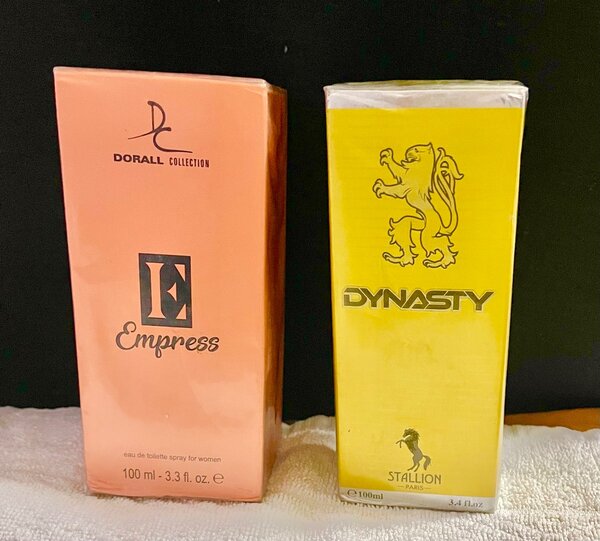 DC
DORALL COLLECTION
E
Empress
eau de toilette spray for women
100 ml - 3.3 fl. oz. ℮
DYNASTY
STALLION
PARIS
℮100ml
3.4 fl.oz